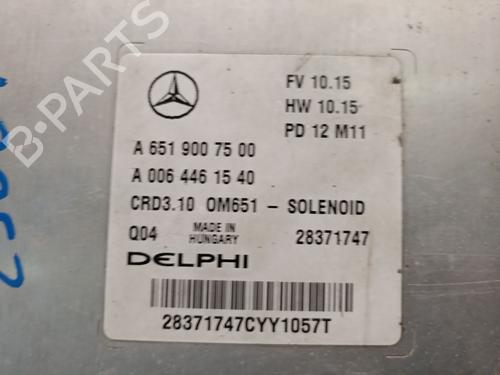 FV 10.15
HW 10.15
PD 12 M11
A 651 900 75 00
A 006 446 15 40
CRD3.10 OM651 - SOLENOID
Q04 MADE IN HUNGARY 28371747
DELPHI
28371747CYY1057T
B-PARTS